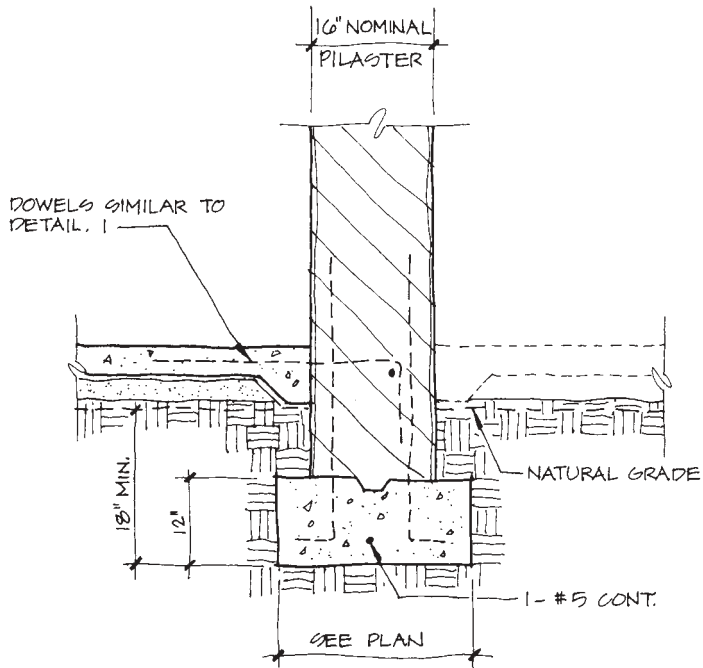 16" NOMINAL
PILASTER
DOWELS SIMILAR TO
DETAIL. 1
NATURAL GRADE
18" MIN.
12"
1- #5 CONT.
SEE PLAN